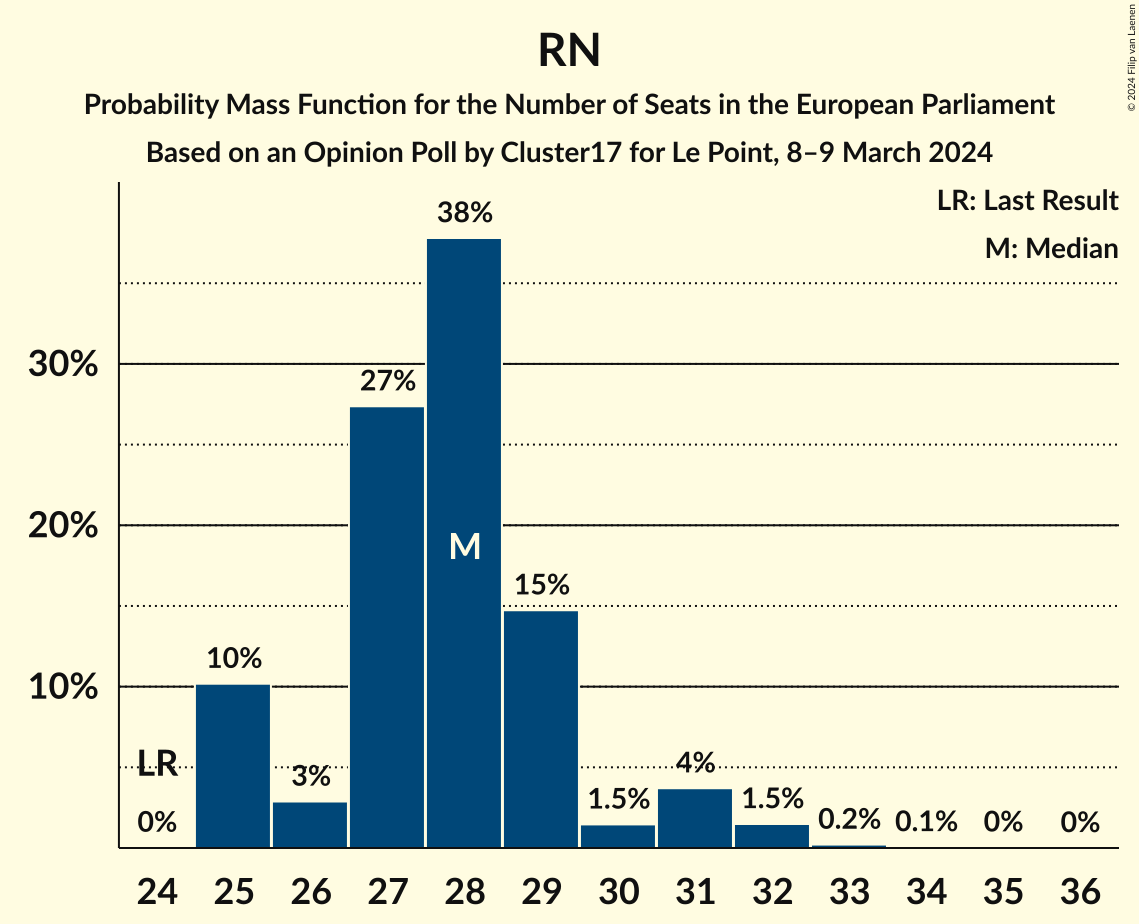 RN
Probability Mass Function for the Number of Seats in the European Parliament
Based on an Opinion Poll by Cluster17 for Le Point, 8–9 March 2024
© 2024 Filip van Laenen
LR: Last Result
M: Median
30%
20%
10%
LR
M
0%
10%
3%
27%
38%
15%
1.5%
4%
1.5%
0.2%
0.1%
0%
0%
24 25 26 27 28 29 30 31 32 33 34 35 36